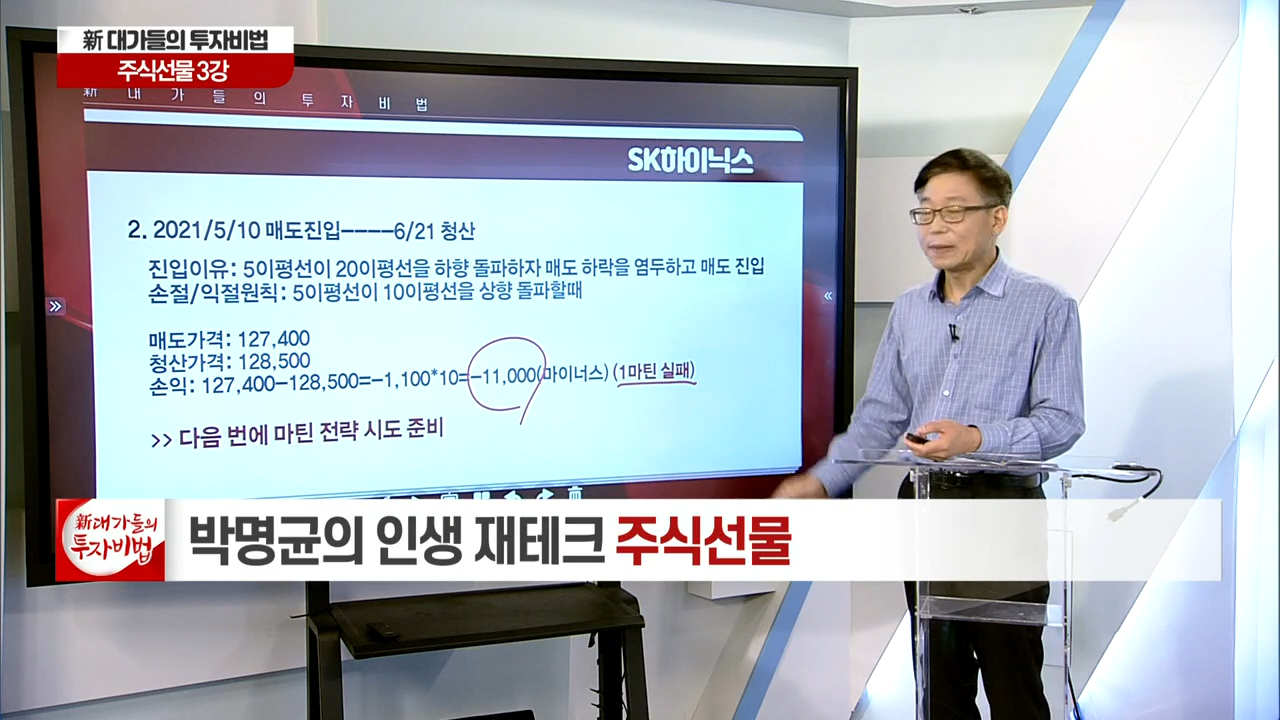 新 대가들의 투자비법
주식선물 3강
新 대 가 들 의 투 자 비 법
SK하이닉스
2. 2021/5/10 매도진입----6/21 청산
진입이유: 5이평선이 20이평선을 하향 돌파하자 매도 하락을 염두하고 매도 진입
손절/익절원칙: 5이평선이 10이평선을 상향 돌파할때
매도가격: 127,400
청산가격: 128,500
손익: 127,400-128,500=-1,100*10=-11,000(마이너스) (1마틴 실패)
>> 다음 번에 마틴 전략 시도 준비
新대가들의
투자비법
박명균의 인생 재테크 주식선물